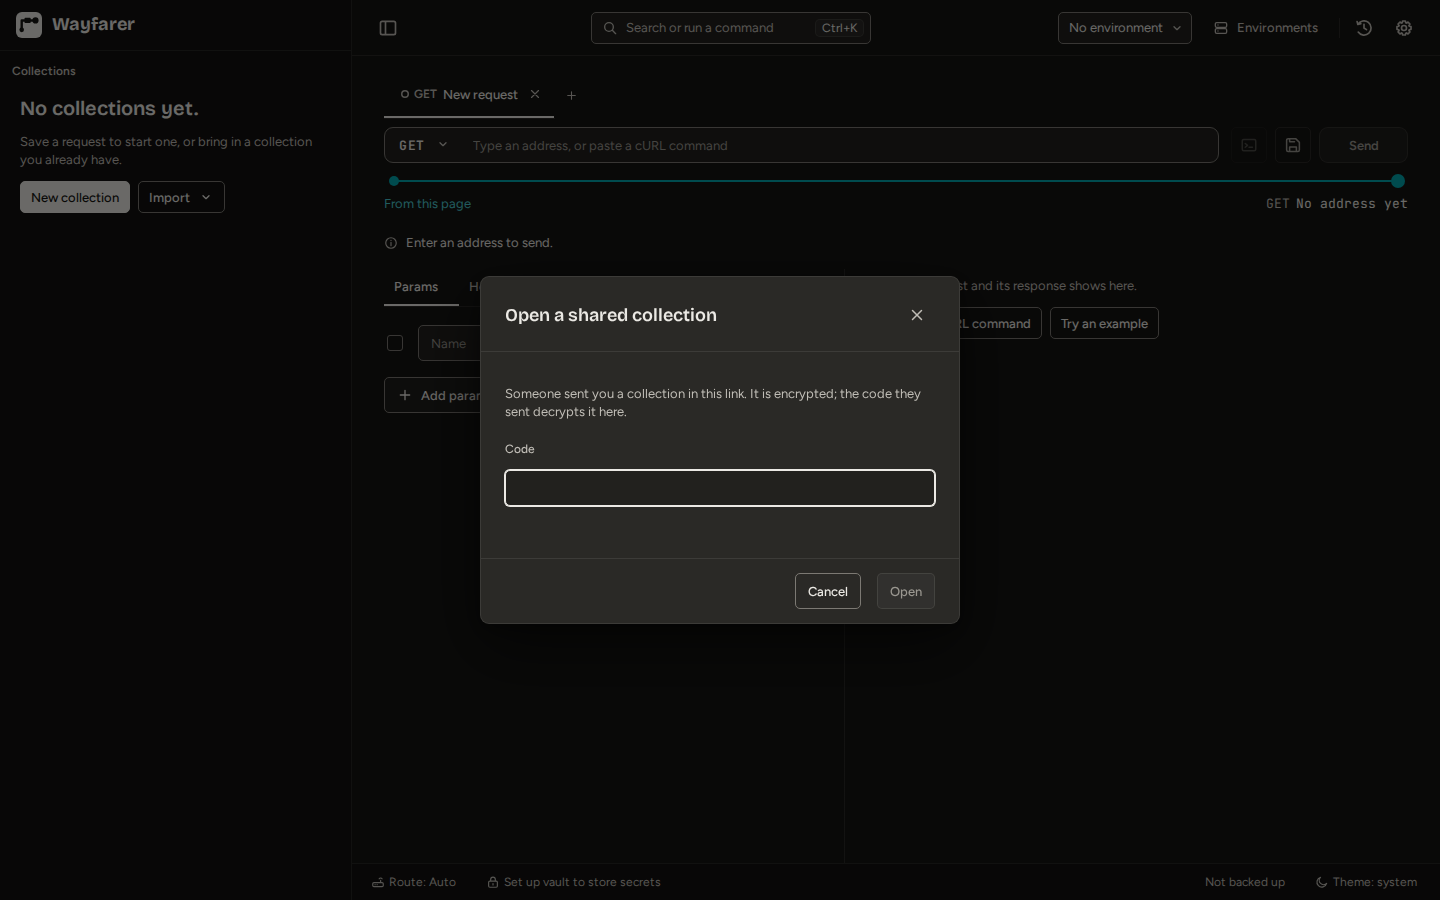 Wayfarer
Search or run a command
Ctrl+K
No environment
Environments
Collections
No collections yet.
Save a request to start one, or bring in a collection
you already have.
New collection
Import
GET New request
GET
Type an address, or paste a cURL command
Send
From this page
GET No address yet
Enter an address to send.
Params
st and its response shows here.
Name
command
Try an example
Add
Open a shared collection
Someone sent you a collection in this link. It is encrypted; the code they
sent decrypts it here.
Code
Cancel
Open
Route: Auto
Set up vault to store secrets
Not backed up
Theme: system